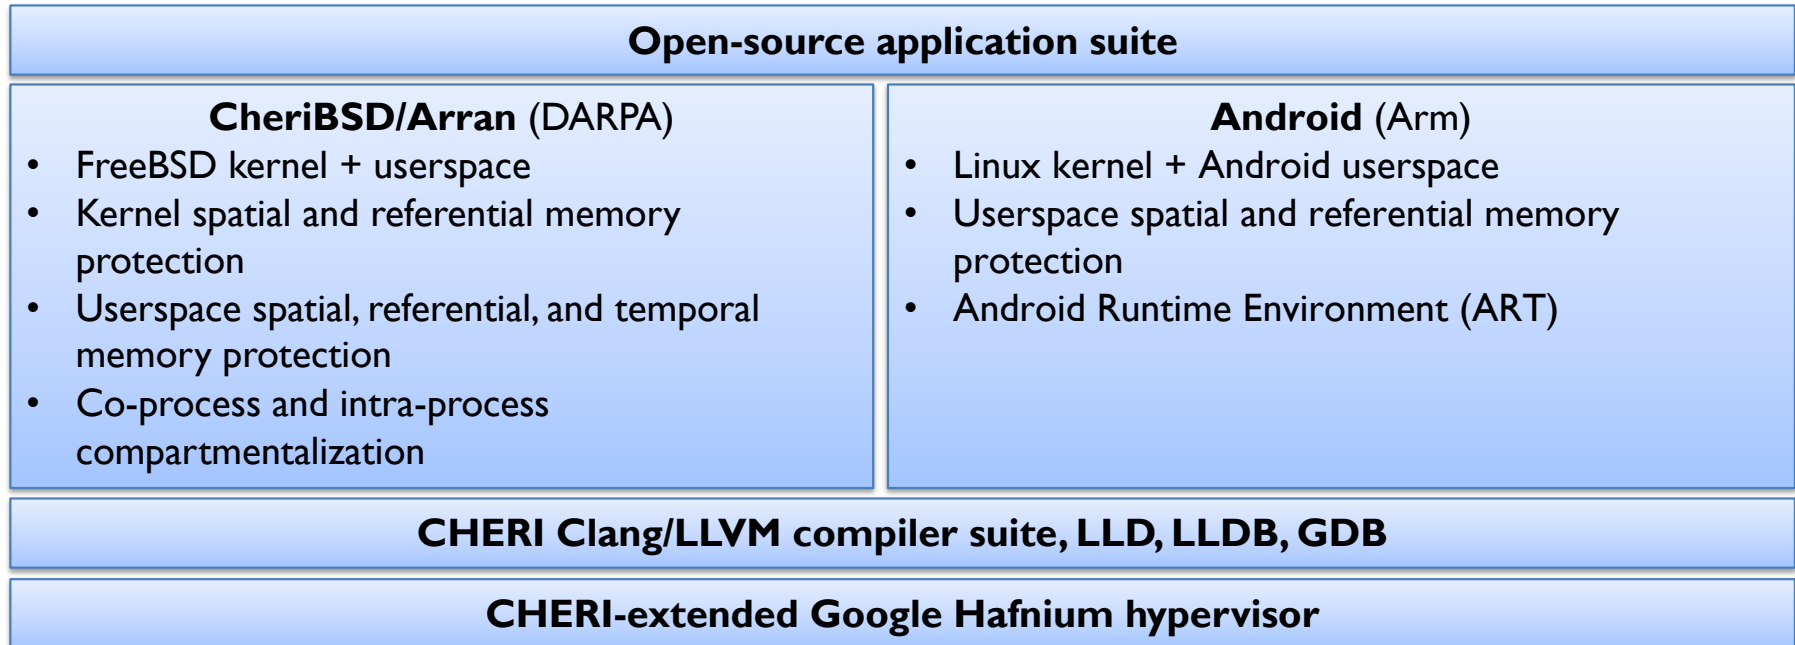 Open-source application suite
CheriBSD/Arran (DARPA)
• FreeBSD kernel + userspace
• Kernel spatial and referential memory
protection
• Userspace spatial, referential, and temporal
memory protection
• Co-process and intra-process
compartmentalization
Android (Arm)
• Linux kernel + Android userspace
• Userspace spatial and referential memory
protection
• Android Runtime Environment (ART)
CHERI Clang/LLVM compiler suite, LLD, LLDB, GDB
CHERI-extended Google Hafnium hypervisor